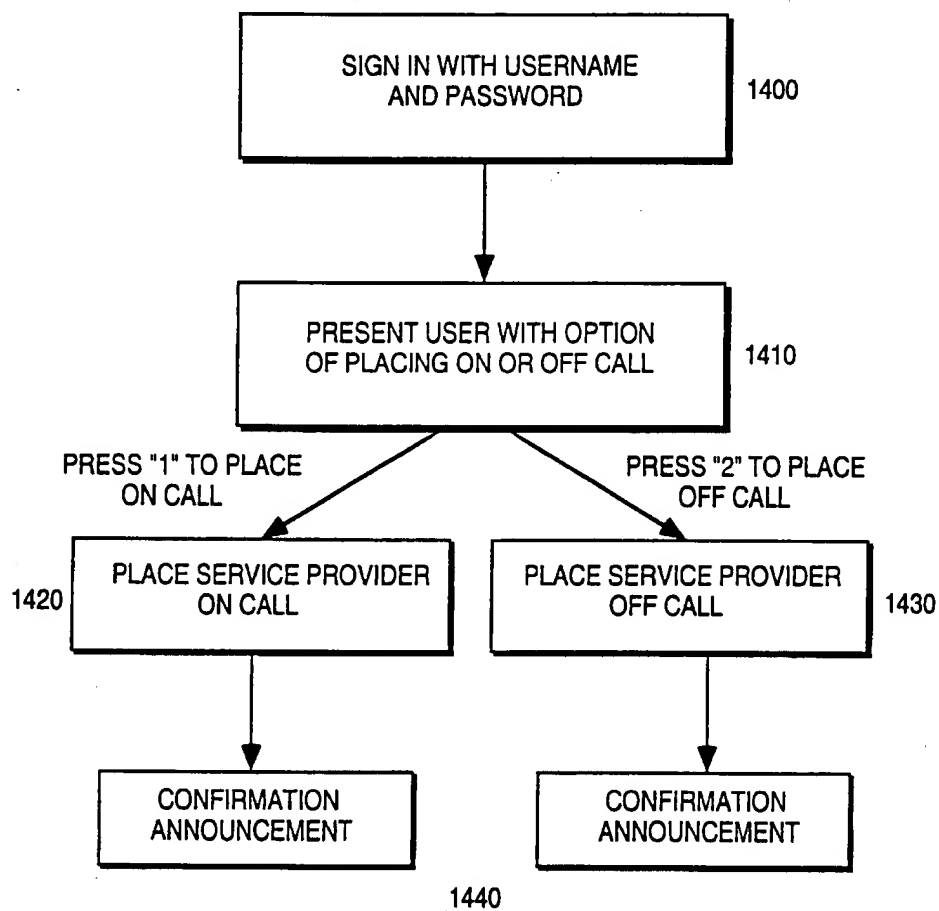 SIGN IN WITH USERNAME
AND PASSWORD
1400
PRESENT USER WITH OPTION
OF PLACING ON OR OFF CALL
1410
PRESS "1" TO PLACE
ON CALL
PRESS "2" TO PLACE
OFF CALL
1420
PLACE SERVICE PROVIDER
ON CALL
PLACE SERVICE PROVIDER
OFF CALL
1430
CONFIRMATION
ANNOUNCEMENT
CONFIRMATION
ANNOUNCEMENT
1440